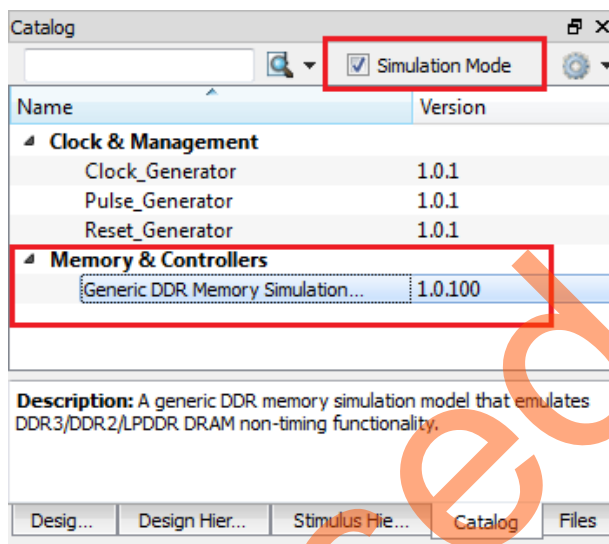 Catalog
Simulation Mode
Name Version
Clock & Management
Clock_Generator 1.0.1
Pulse_Generator 1.0.1
Reset_Generator 1.0.1
Memory & Controllers
Generic DDR Memory Simulation... 1.0.100
Description: A generic DDR memory simulation model that emulates
DDR3/DDR2/LPDDR DRAM non-timing functionality.
Desig... Design Hier... Stimulus Hie... Catalog Files